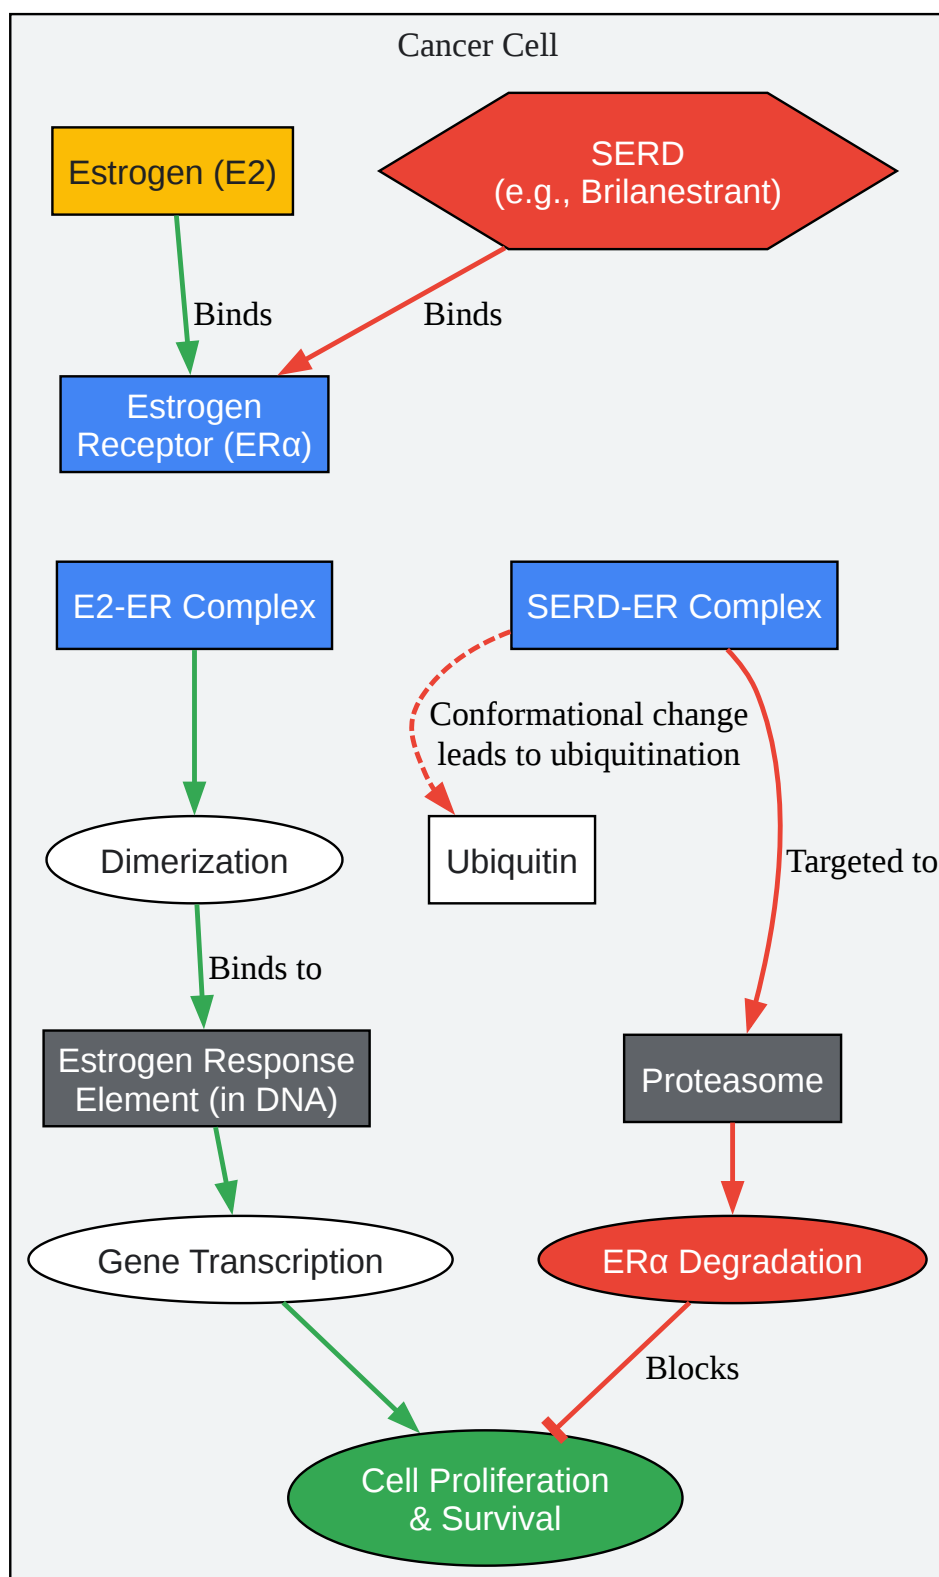 Cancer Cell
Estrogen (E2)
SERD
(e.g., Brilanestrant)
Binds
Binds
Estrogen
Receptor (ERα)
E2-ER Complex
SERD-ER Complex
Conformational change
leads to ubiquitination
Dimerization
Ubiquitin
Targeted to
Binds to
Estrogen Response
Element (in DNA)
Proteasome
Gene Transcription
ERα Degradation
Blocks
Cell Proliferation
& Survival